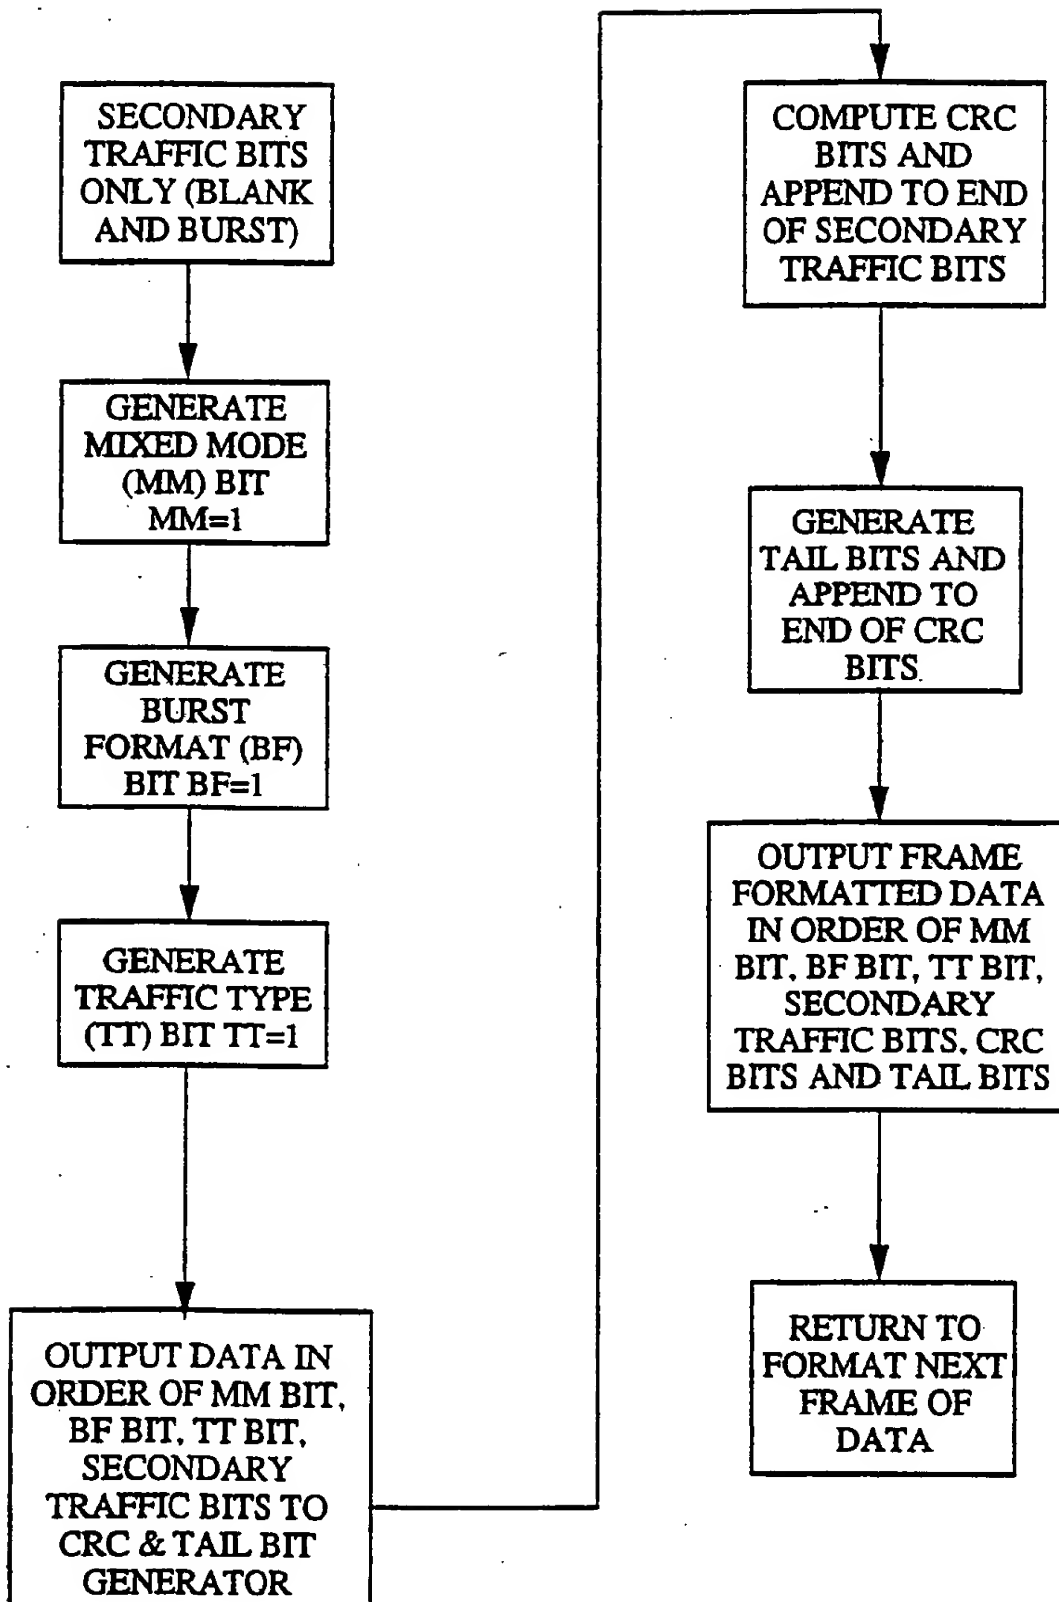 SECONDARY
TRAFFIC BITS
ONLY (BLANK
AND BURST)
GENERATE
MIXED MODE
(MM) BIT
MM=1
GENERATE
BURST
FORMAT (BF)
BIT BF=1
GENERATE
TRAFFIC TYPE
(TT) BIT TT=1
OUTPUT DATA IN
ORDER OF MM BIT,
BF BIT, TT BIT,
SECONDARY
TRAFFIC BITS TO
CRC & TAIL BIT
GENERATOR
COMPUTE CRC
BITS AND
APPEND TO END
OF SECONDARY
TRAFFIC BITS
GENERATE
TAIL BITS AND
APPEND TO
END OF CRC
BITS.
OUTPUT FRAME
FORMATTED DATA
IN ORDER OF MM
BIT, BF BIT, TT BIT,
SECONDARY
TRAFFIC BITS, CRC
BITS AND TAIL BITS
RETURN TO
FORMAT NEXT
FRAME OF
DATA